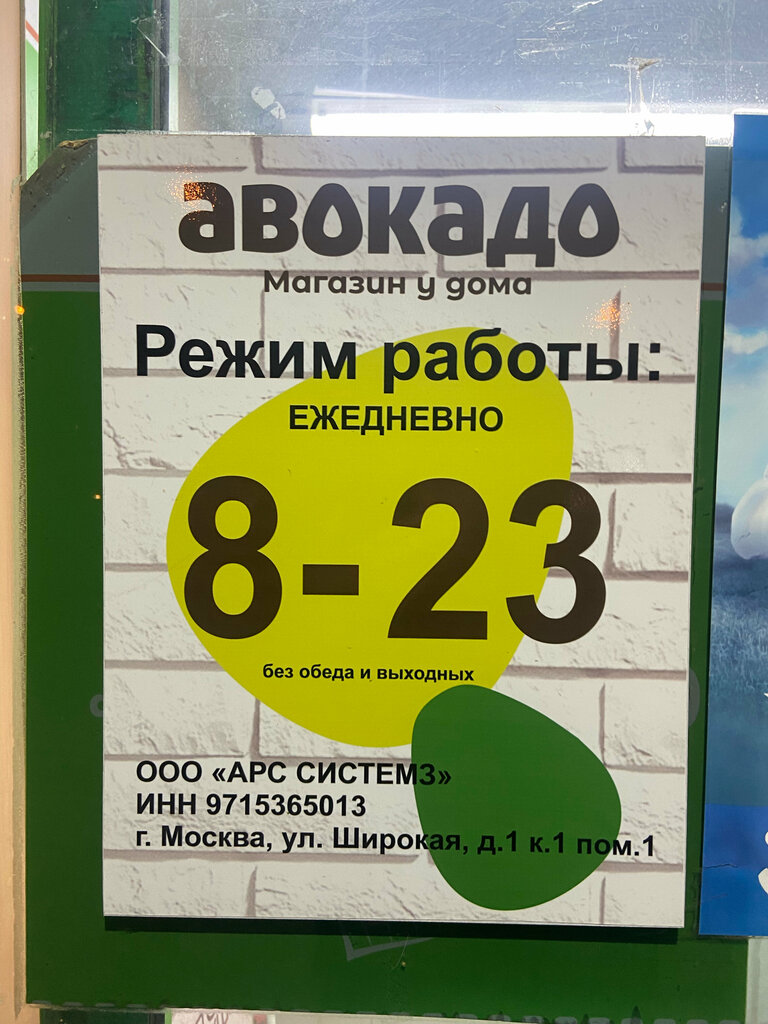 авокадо
магазин у дома
Режим работы:
ЕЖЕДНЕВНО
8-23
без обеда и выходных
ООО «АРС СИСТЕМЗ»
ИНН 9715365013
г. Москва, ул. Широкая, д.1 к.1 пом.1